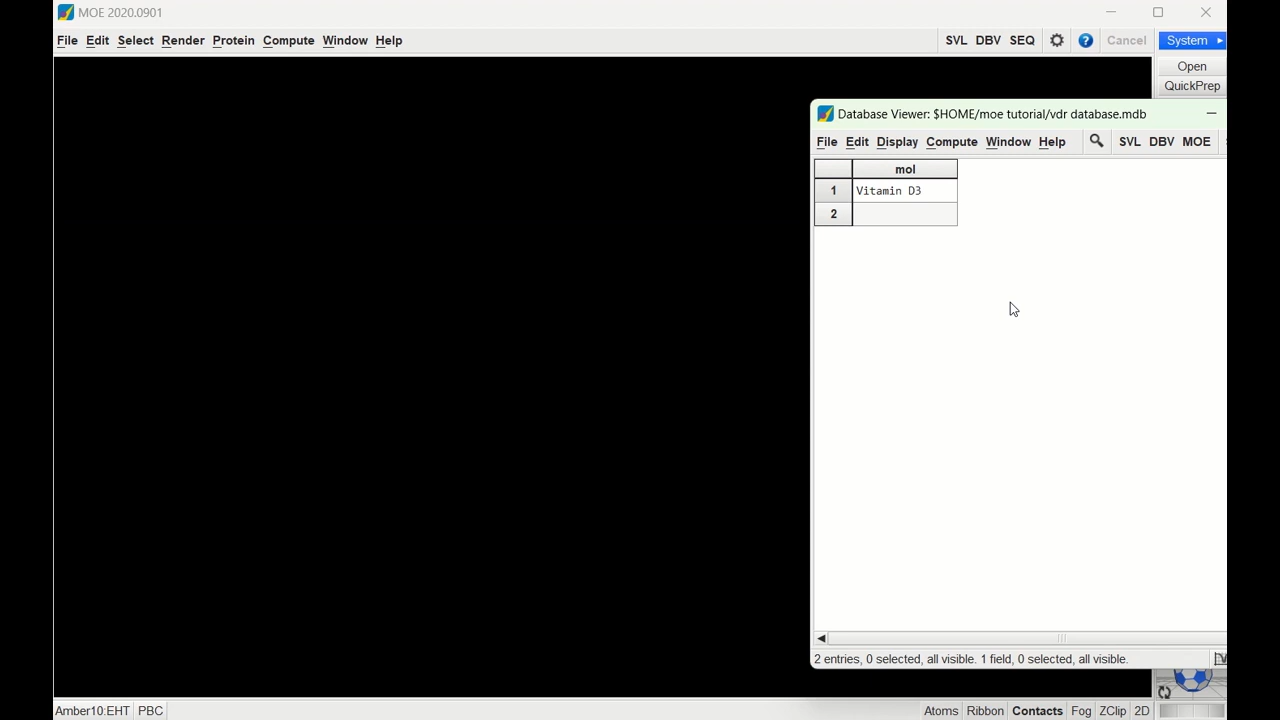 MOE 2020.0901
File Edit Select Render Protein Compute Window Help
SVL DBV SEQ ? Cancel System
Open
QuickPrep
Database Viewer: $HOME/moe tutorial/vdr database.mdb
File Edit Display Compute Window Help SVL DBV MOE
mol
1 Vitamin D3
2
2 entries, 0 selected, all visible. 1 field, 0 selected, all visible.
Amber10:EHT PBC Atoms Ribbon Contacts Fog ZClip 2D